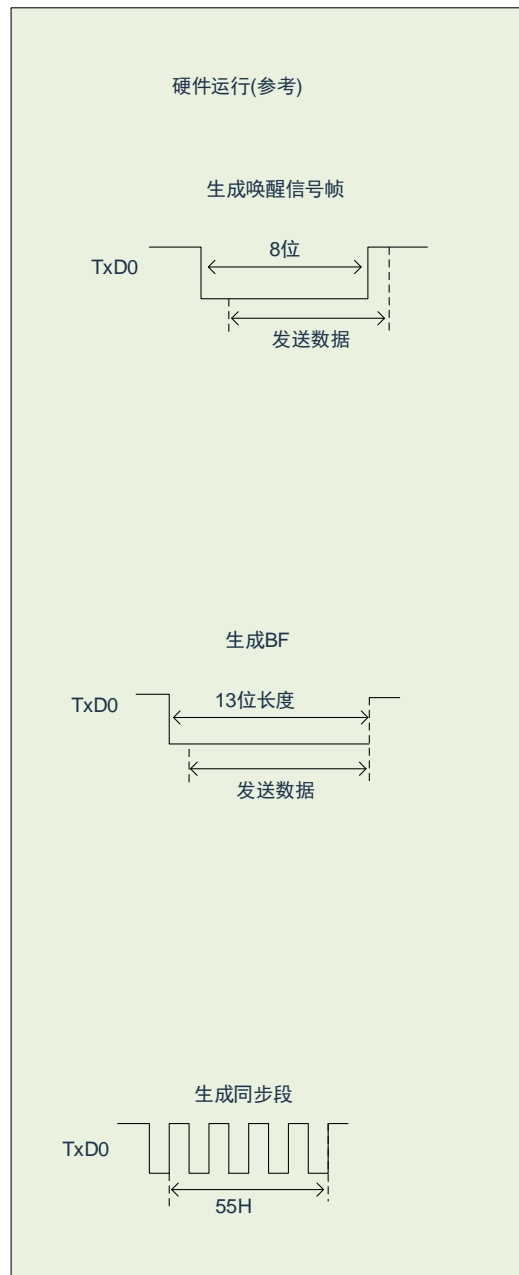 硬件运行(参考)
生成唤醒信号帧
TxD0
8位
发送数据
生成BF
TxD0
13位长度
发送数据
生成同步段
TxD0
55H